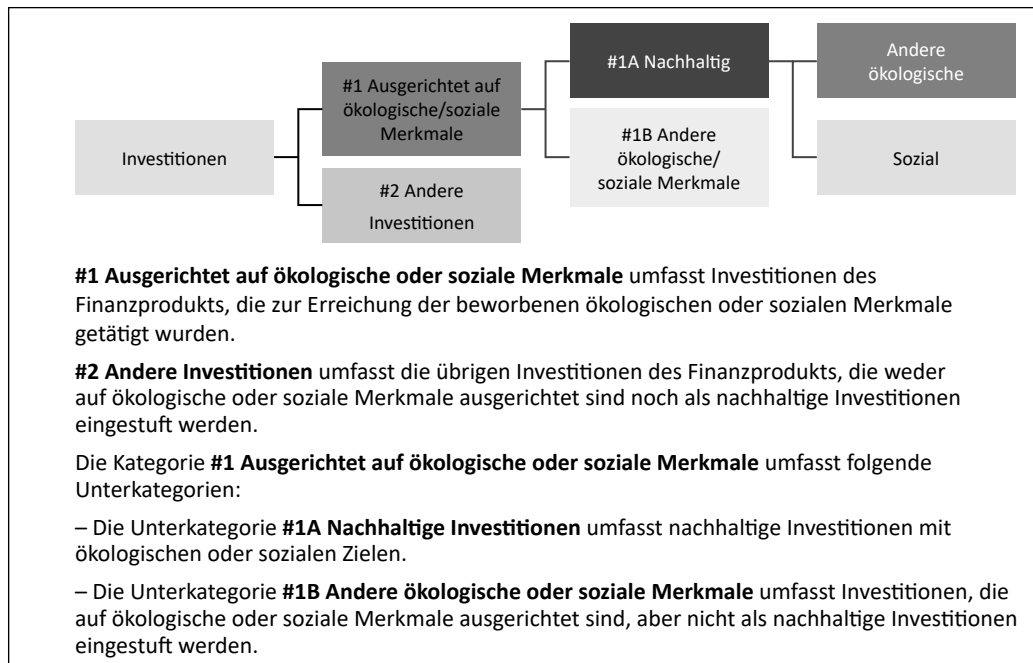 Investitionen
#1 Ausgerichtet auf
ökologische/soziale
Merkmale
#2 Andere
Investitionen
#1A Nachhaltig
#1B Andere
ökologische/
soziale Merkmale
Andere
ökologische
Sozial
#1 Ausgerichtet auf ökologische oder soziale Merkmale umfasst Investitionen des
Finanzprodukts, die zur Erreichung der beworbenen ökologischen oder sozialen Merkmale
getätigt wurden.
#2 Andere Investitionen umfasst die übrigen Investitionen des Finanzprodukts, die weder
auf ökologische oder soziale Merkmale ausgerichtet sind noch als nachhaltige Investitionen
eingestuft werden.
Die Kategorie #1 Ausgerichtet auf ökologische oder soziale Merkmale umfasst folgende
Unterkategorien:
– Die Unterkategorie #1A Nachhaltige Investitionen umfasst nachhaltige Investitionen mit
ökologischen oder sozialen Zielen.
– Die Unterkategorie #1B Andere ökologische oder soziale Merkmale umfasst Investitionen, die
auf ökologische oder soziale Merkmale ausgerichtet sind, aber nicht als nachhaltige Investitionen
eingestuft werden.